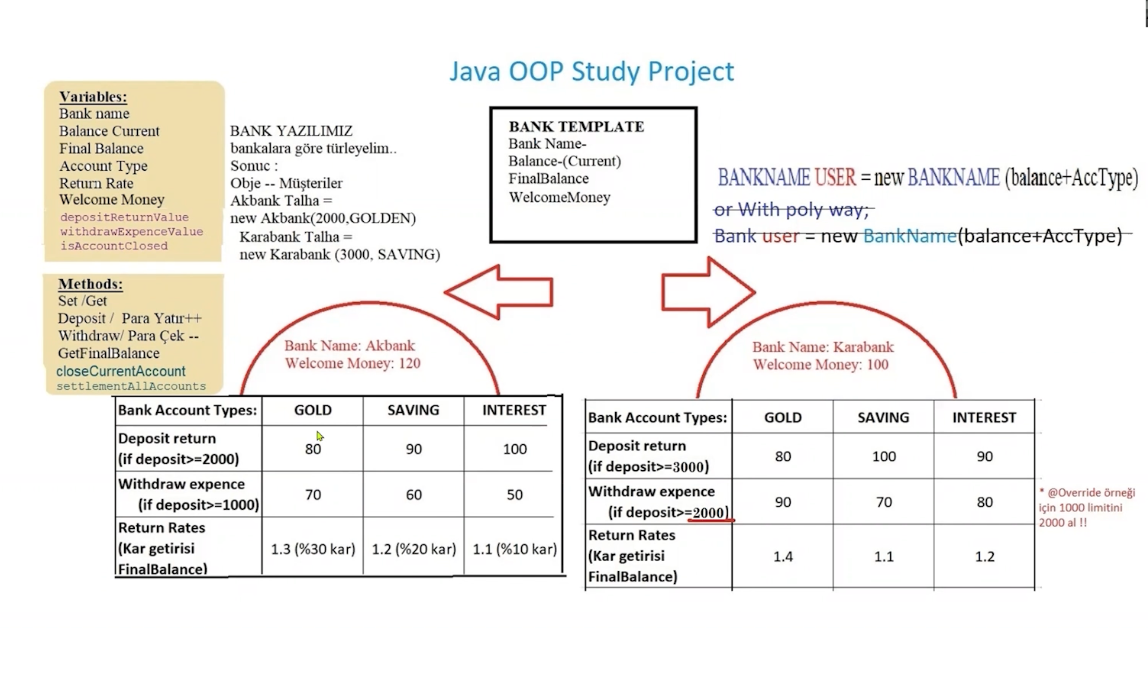 Java OOP Study Project
Variables:
Bank name
Balance Current
Final Balance
Account Type
Return Rate
Welcome Money
depositReturnValue
withdrawExpenceValue
isAccountClosed
Methods:
Set /Get
Deposit / Para Yatır++
Withdraw/ Para Çek --
GetFinalBalance
closeCurrentAccount
settlementAllAccounts
BANK YAZILIMIZ
bankalara göre türleyelim..
Sonuc :
Obje -- Müşteriler
Akbank Talha =
new Akbank(2000,GOLDEN)
Karabank Talha =
new Karabank (3000, SAVING)
BANK TEMPLATE
Bank Name-
Balance-(Current)
FinalBalance
WelcomeMoney
BANKNAME USER = new BANKNAME (balance+AccType)
or With poly way;
Bank user = new BankName(balance+AccType)
Bank Name: Akbank
Welcome Money: 120
Bank Account Types: GOLD SAVING INTEREST
Deposit return
(if deposit>=2000) 80 90 100
Withdraw expence
(if deposit>=1000) 70 60 50
Return Rates
(Kar getirisi 1.3 (%30 kar) 1.2 (%20 kar) 1.1 (%10 kar)
FinalBalance)
Bank Name: Karabank
Welcome Money: 100
Bank Account Types: GOLD SAVING INTEREST
Deposit return
(if deposit>=3000) 80 100 90
Withdraw expence
(if deposit>=2000) 90 70 80
Return Rates
(Kar getirisi 1.4 1.1 1.2
FinalBalance)
* @Override örneği
için 1000 limitini
2000 al !!